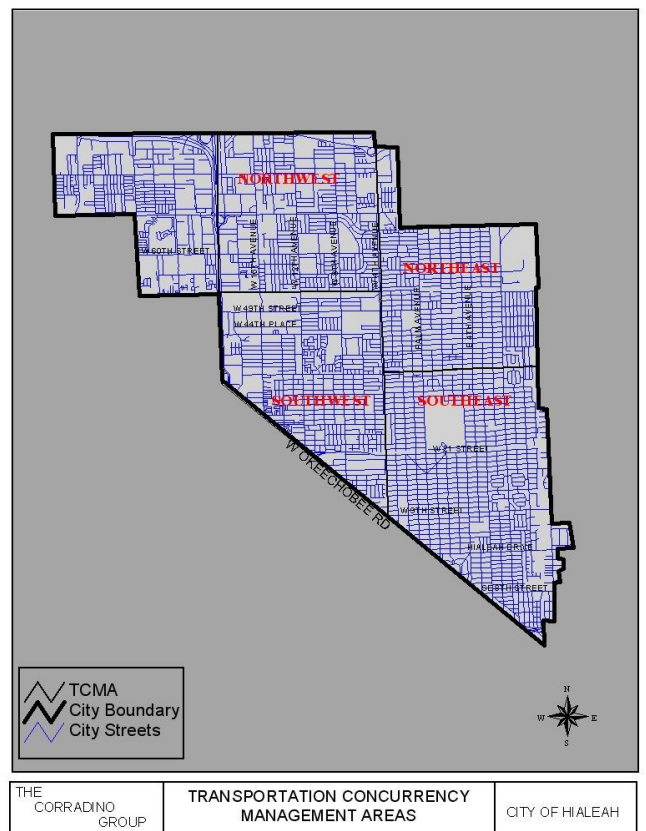 NORTHWEST
W 60TH STREET
W 16TH AVENUE
W 12TH AVENUE
W 8TH AVENUE
W 4TH AVENUE
NORTHEAST
PALM AVENUE
E 4TH AVENUE
W 49TH STREET
W 44TH PLACE
SOUTHWEST
SOUTHEAST
W 21 STREET
W OKEECHOBEE RD
W 9TH STREET
HIALEAH DRIVE
SE 8TH STREET
TCMA
City Boundary
City Streets
N
W E
S
THE
CORRADINO
GROUP
TRANSPORTATION CONCURRENCY
MANAGEMENT AREAS
CITY OF HIALEAH